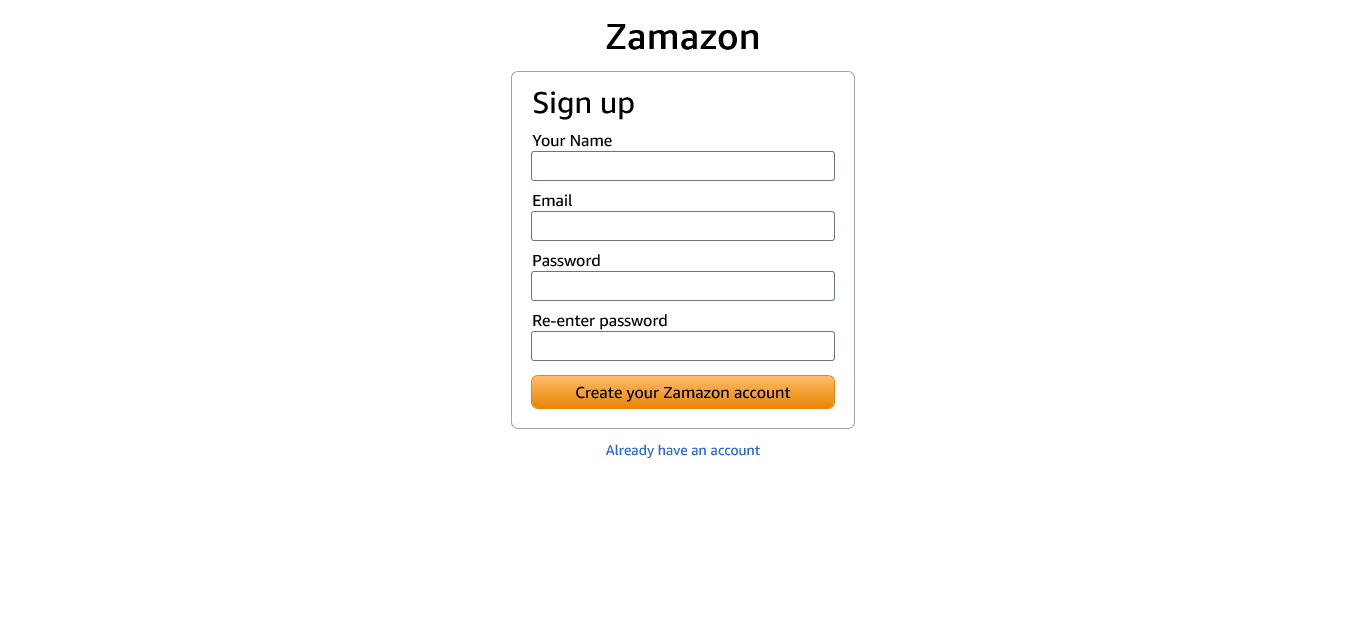 Zamazon
Sign up
Your Name
Email
Password
Re-enter password
Create your Zamazon account
Already have an account